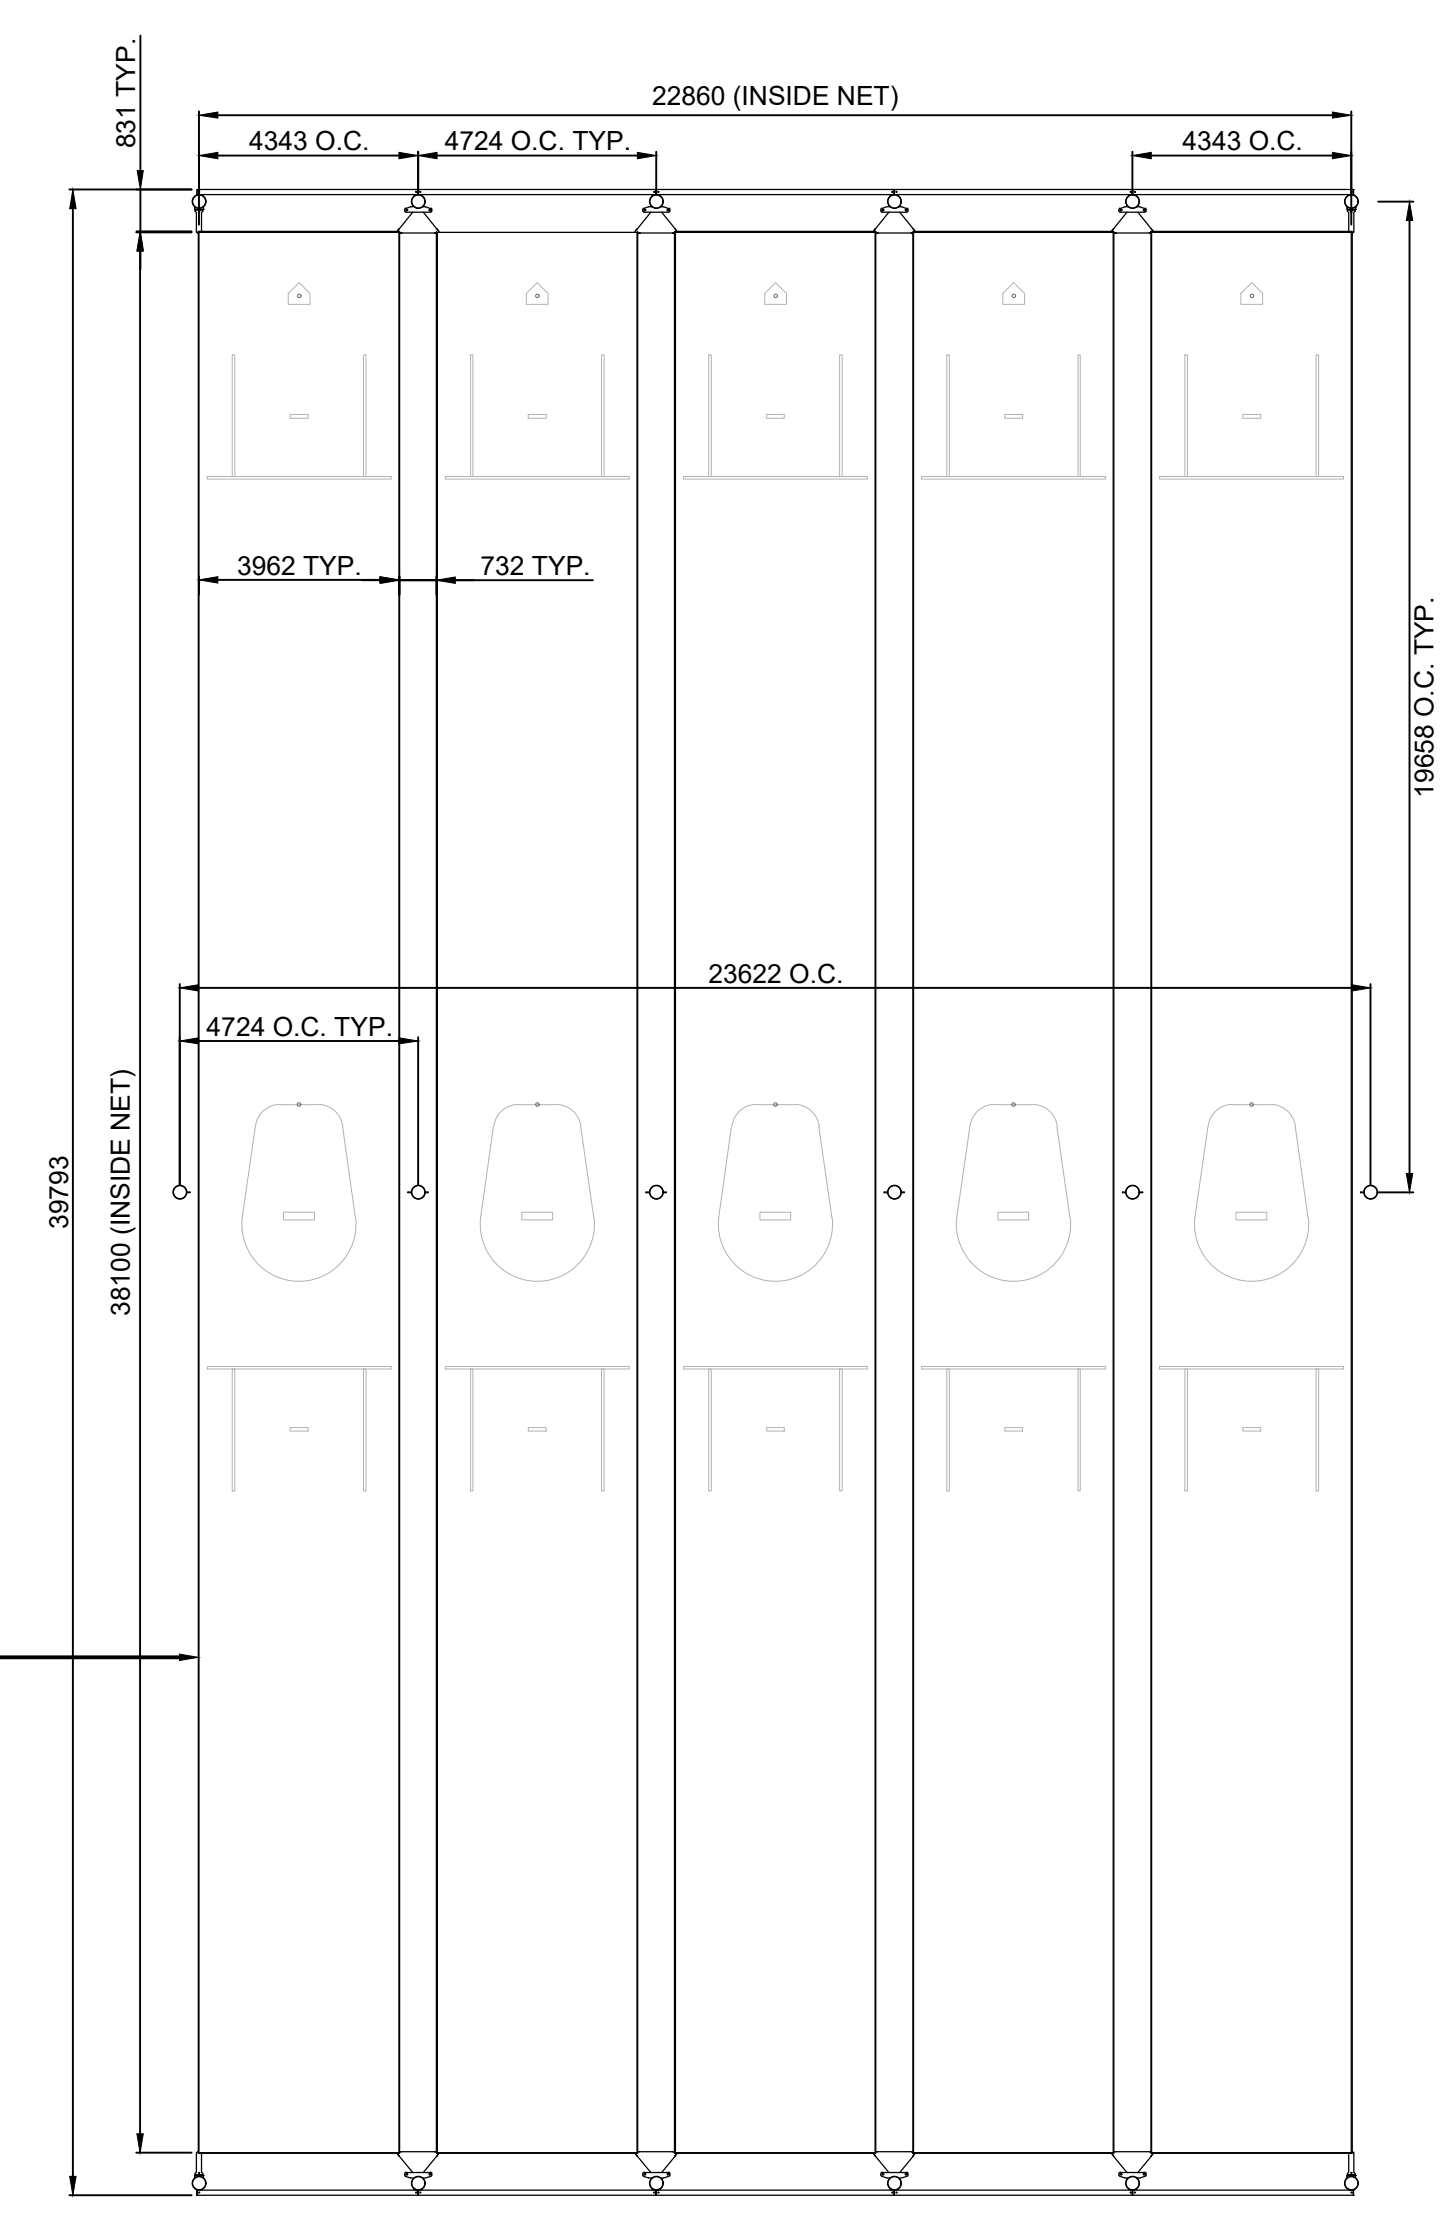 831 TYP.
22860 (INSIDE NET)
4343 O.C.
4724 O.C. TYP.
4343 O.C.
3962 TYP.
732 TYP.
19658 O.C. TYP.
23622 O.C.
4724 O.C. TYP.
39793
38100 (INSIDE NET)